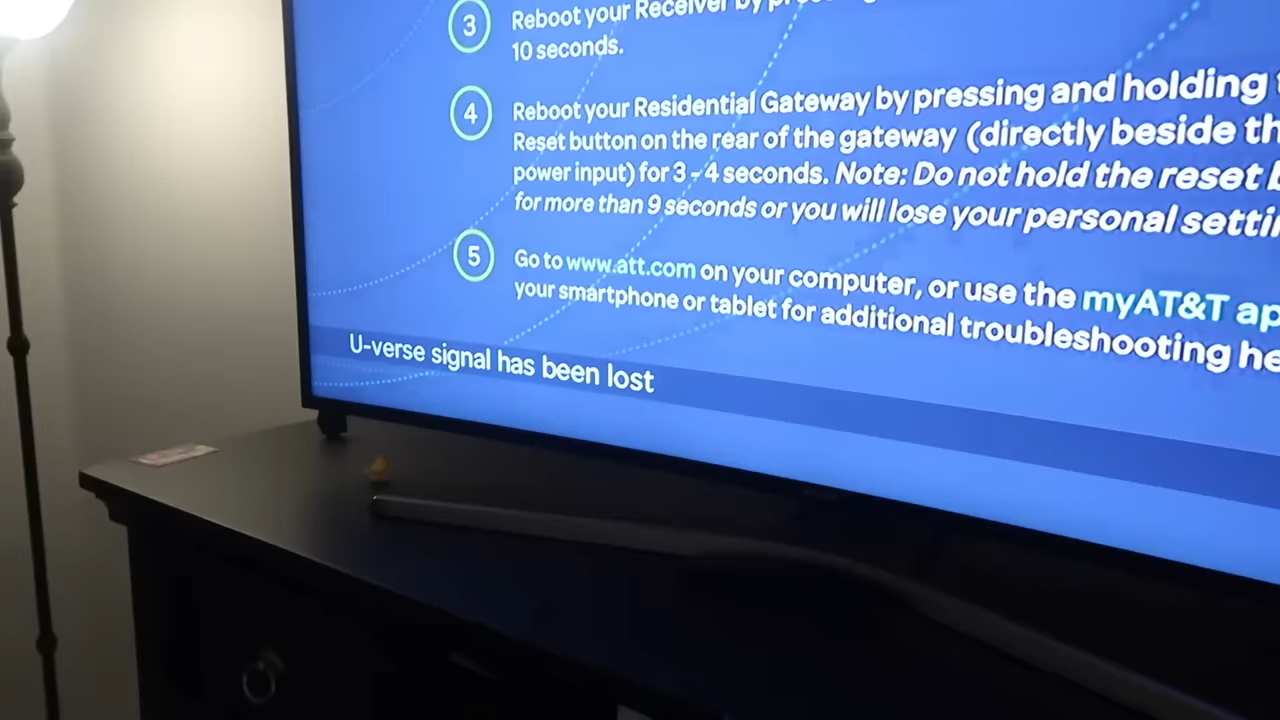 3
Reboot your Receiver by
10 seconds.
4
Reboot your Residential Gateway by pressing and holding
Reset button on the rear of the gateway (directly beside
power input) for 3 - 4 seconds. Note: Do not hold the reset
for more than 9 seconds or you will lose your personal
5
Go to www.att.com on your computer, or use the myAT&T
your smartphone or tablet for additional troubleshooting
U-verse signal has been lost